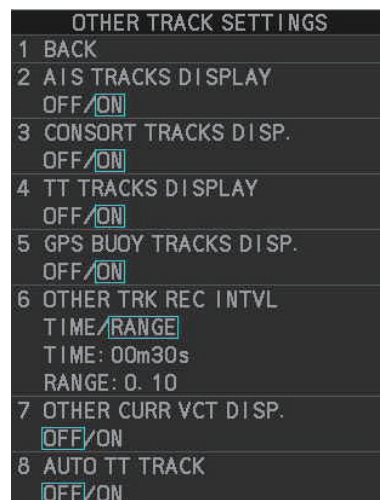 OTHER TRACK SETTINGS
1 BACK
2 AIS TRACKS DISPLAY
OFF/ON
3 CONSORT TRACKS DISP.
OFF/ON
4 TT TRACKS DISPLAY
OFF/ON
5 GPS BUOY TRACKS DISP.
OFF/ON
6 OTHER TRK REC INTVL
TIME/RANGE
TIME: 00m30s
RANGE: 0.10
7 OTHER CURR VCT DISP.
OFF/ON
8 AUTO TT TRACK
OFF/ON